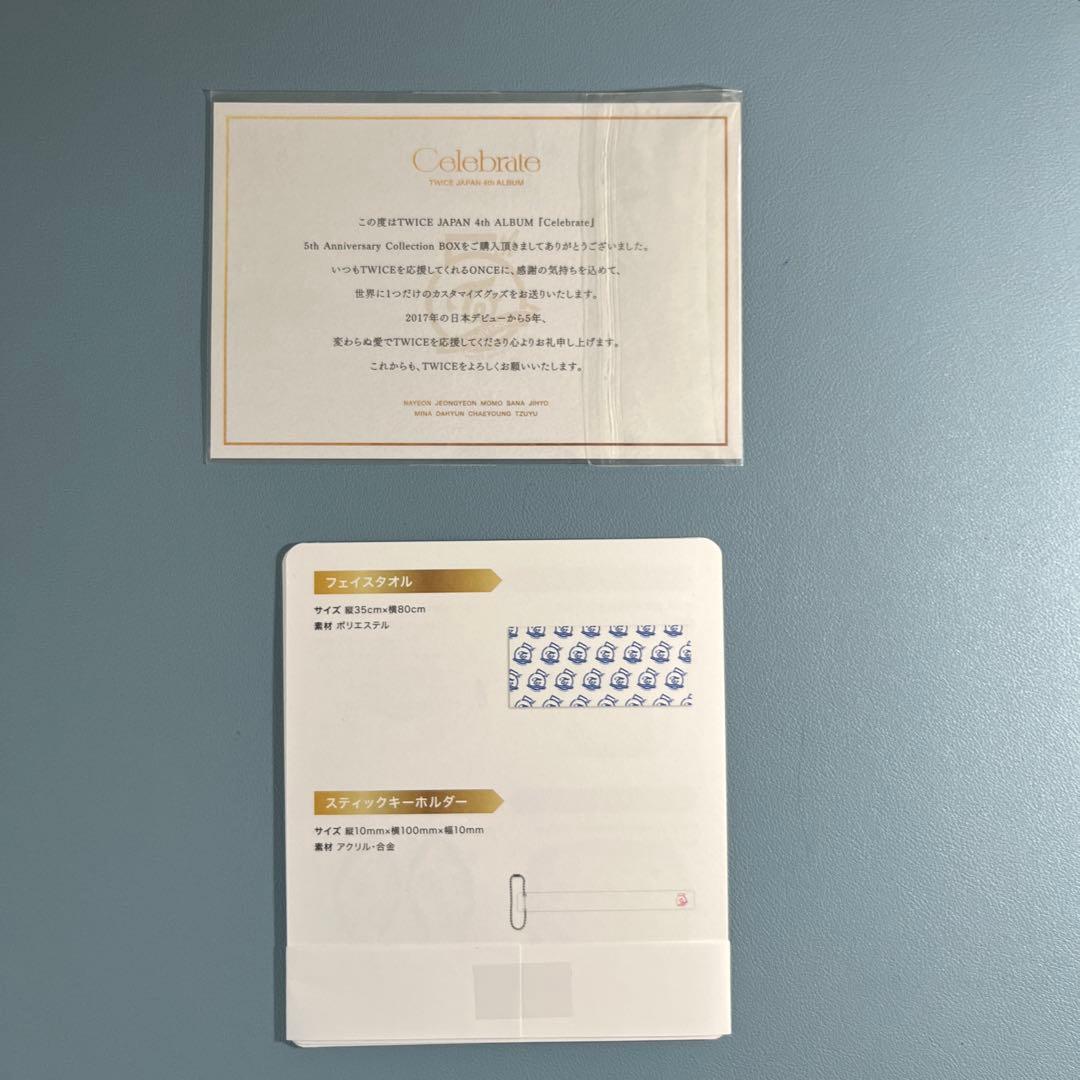 Celebrate
TWICE JAPAN 4th ALBUM
この度はTWICE JAPAN 4th ALBUM『Celebrate』
5th Anniversary Collection BOXをご購入頂きましてありがとうございました。
いつもTWICEを応援してくれるONCEに、感謝の気持ちを込めて、
世界に1つだけのカスタマイズグッズをお送りいたします。
2017年の日本デビューから5年、
変わらぬ愛でTWICEを応援してくださり心よりお礼申し上げます。
これからも、TWICEをよろしくお願いいたします。
NAYEON JEONGYEON MOMO SANA JIHYO
MINA DAHYUN CHAEYOUNG TZUYU
フェイスタオル
サイズ 縦35cm×横80cm
素材 ポリエステル
スティックキーホルダー
サイズ 縦10mm×横100mm×幅10mm
素材 アクリル・合金